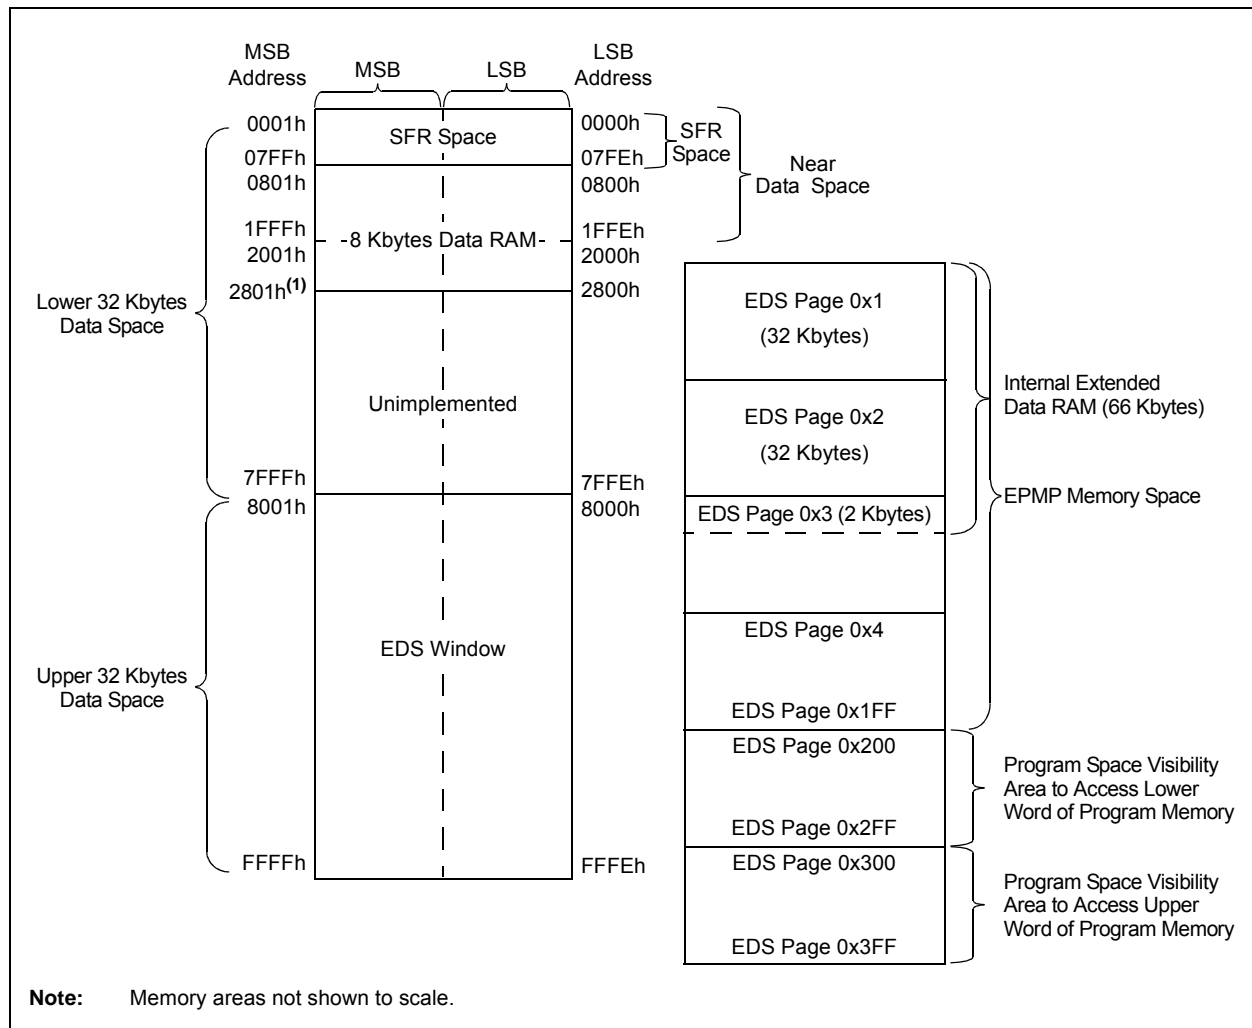 MSB
Address
MSB
LSB
LSB
Address
0001h
SFR Space
0000h
SFR
Space
07FFh
07FEh
0801h
0800h
Near
Data Space
1FFFh
8 Kbytes Data RAM
1FFEh
2001h
2000h
2801h(1)
2800h
Lower 32 Kbytes
Data Space
Unimplemented
7FFFh
7FFEh
8001h
8000h
EDS Window
Upper 32 Kbytes
Data Space
FFFFh
FFFEh
EDS Page 0x1
(32 Kbytes)
EDS Page 0x2
(32 Kbytes)
EDS Page 0x3 (2 Kbytes)
Internal Extended
Data RAM (66 Kbytes)
EPMP Memory Space
EDS Page 0x4
EDS Page 0x1FF
EDS Page 0x200
EDS Page 0x2FF
Program Space Visibility
Area to Access Lower
Word of Program Memory
EDS Page 0x300
EDS Page 0x3FF
Program Space Visibility
Area to Access Upper
Word of Program Memory
Note: Memory areas not shown to scale.